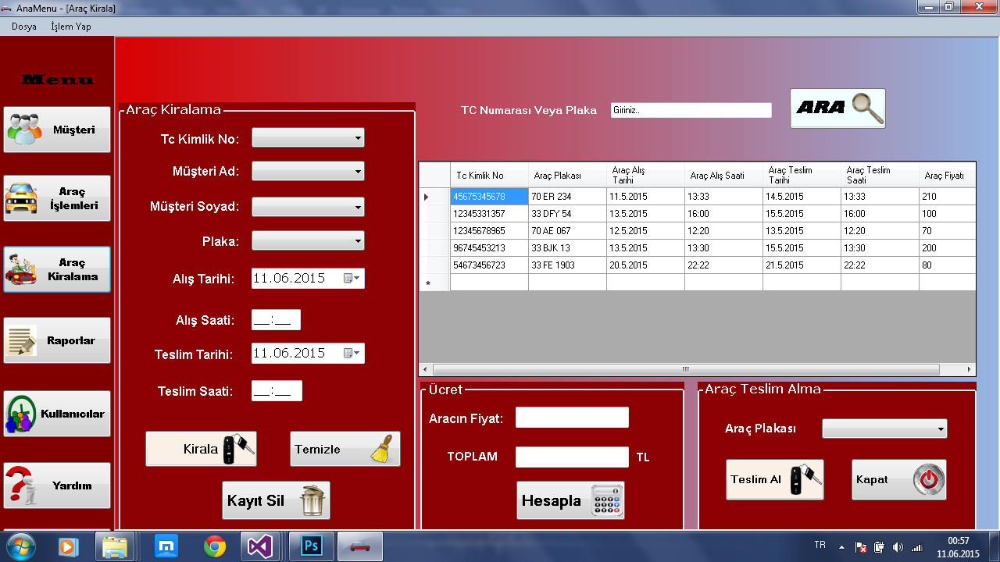 AnaMenu - [Araç Kirala]
Dosya İşlem Yap
Menu
Müşteri
Araç
İşlemleri
Araç
Kiralama
Raporlar
Kullanıcılar
Yardım
Araç Kiralama
Tc Kimlik No:
Müşteri Ad:
Müşteri Soyad:
Plaka:
Alış Tarihi: 11.06.2015
Alış Saati: __:__
Teslim Tarihi: 11.06.2015
Teslim Saati: __:__
Kirala
Temizle
Kayıt Sil
TC Numarası Veya Plaka Giriniz..
ARA
Tc Kimlik No Araç Plakası Araç Alış Tarihi Araç Alış Saati Araç Teslim Tarihi Araç Teslim Saati Araç Fiyatı
45675345678 70 ER 234 11.5.2015 13:33 14.5.2015 13:33 210
12345331357 33 DFY 54 13.5.2015 16:00 15.5.2015 16:00 100
12345678965 70 AE 067 12.5.2015 12:20 13.5.2015 12:20 70
96745453213 33 BJK 13 13.5.2015 13:30 15.5.2015 13:30 200
54673456723 33 FE 1903 20.5.2015 22:22 21.5.2015 22:22 80
Ücret
Aracın Fiyat:
TOPLAM TL
Hesapla
Araç Teslim Alma
Araç Plakası
Teslim Al
Kapat
Ps
TR
00:57
11.06.2015